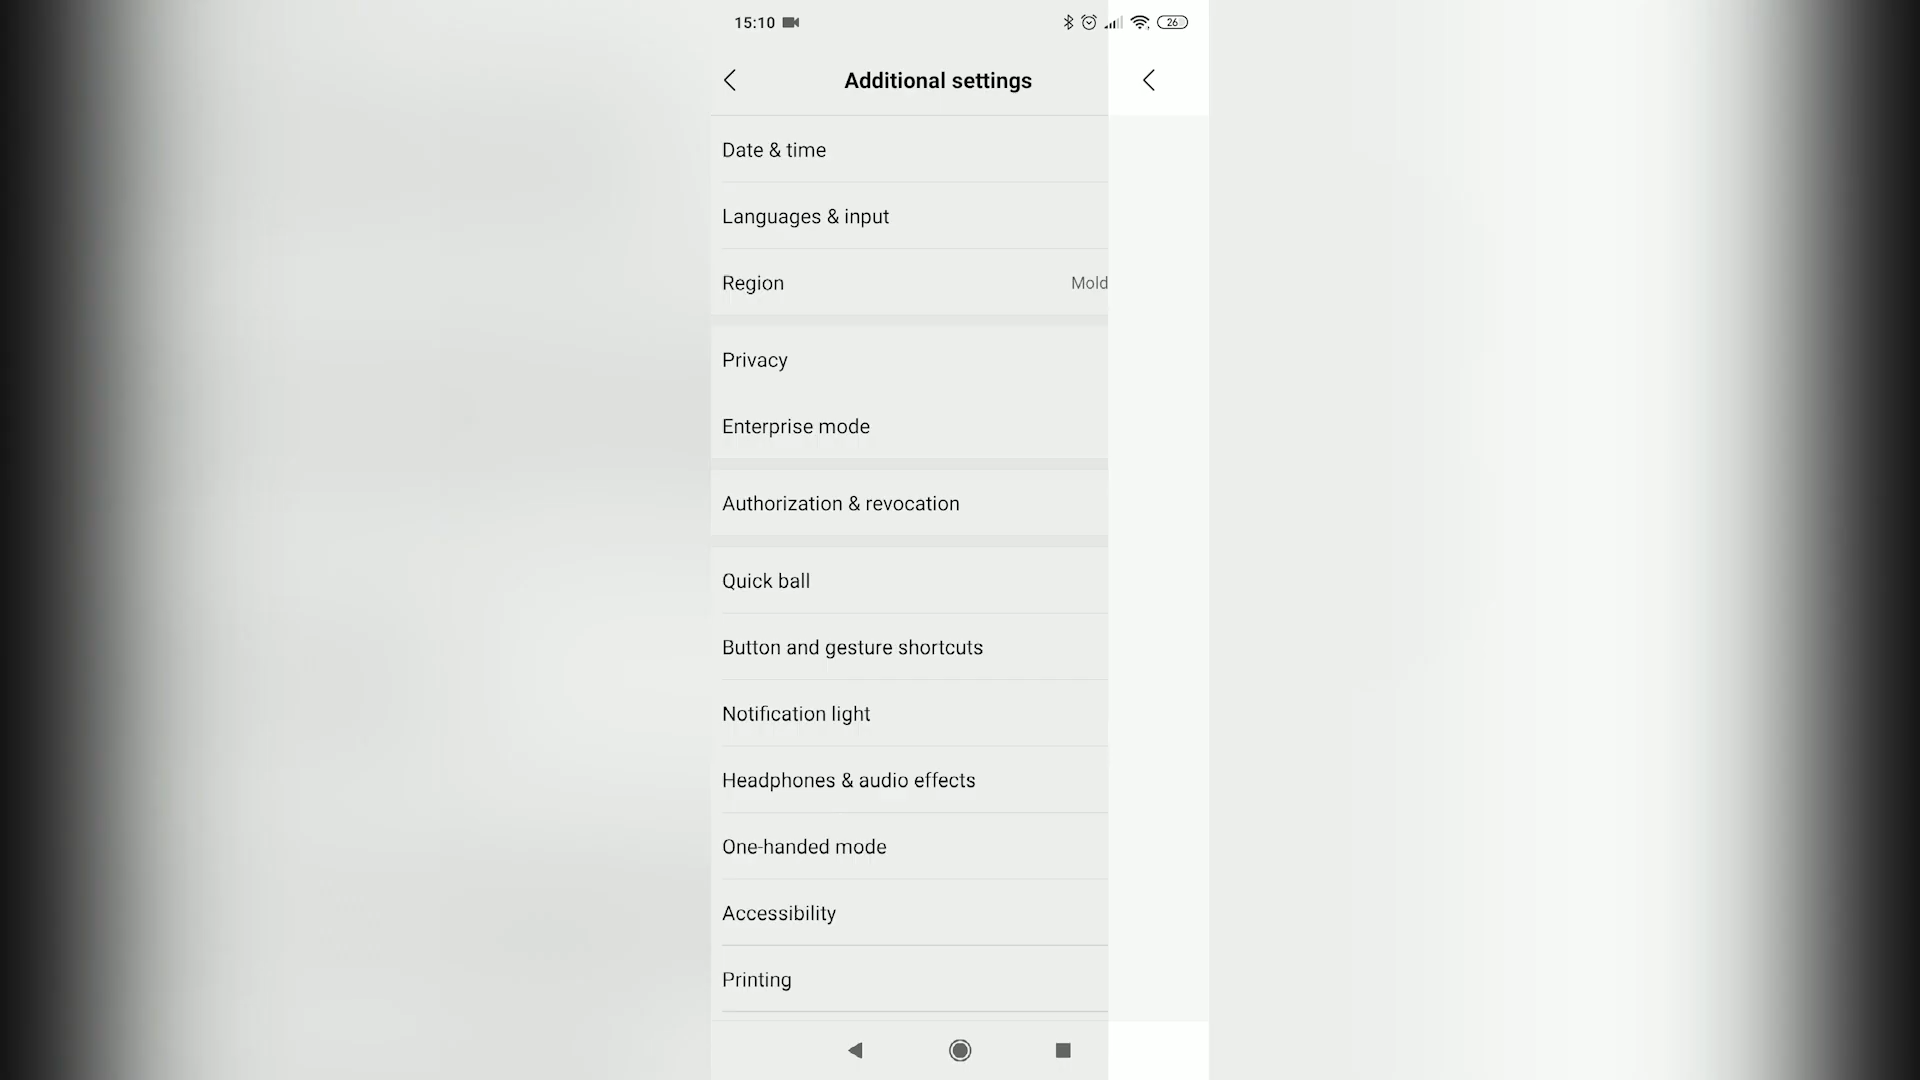 15:10 26
Additional settings
Date & time
Languages & input
Region Mold
Privacy
Enterprise mode
Authorization & revocation
Quick ball
Button and gesture shortcuts
Notification light
Headphones & audio effects
One-handed mode
Accessibility
Printing